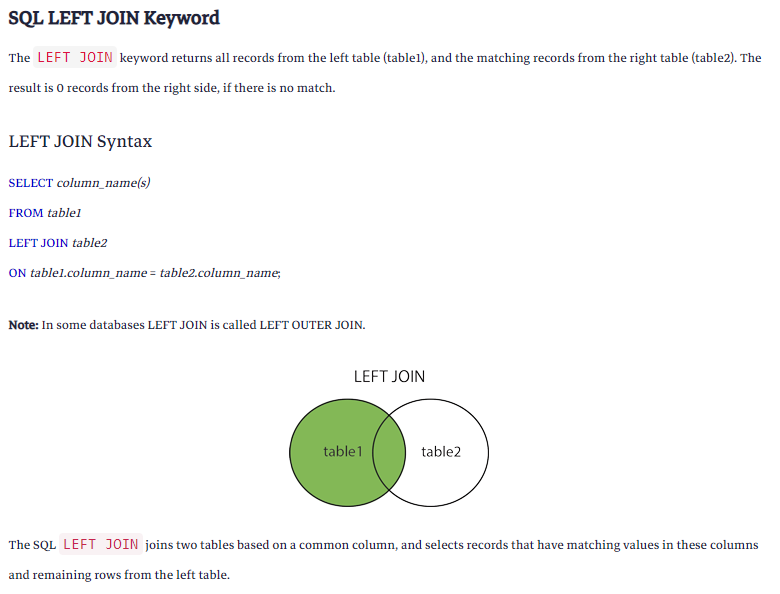 SQL LEFT JOIN Keyword
The LEFT JOIN keyword returns all records from the left table (table1), and the matching records from the right table (table2). The
result is 0 records from the right side, if there is no match.
LEFT JOIN Syntax
SELECT column_name(s)
FROM table1
LEFT JOIN table2
ON table1.column_name = table2.column_name;
Note: In some databases LEFT JOIN is called LEFT OUTER JOIN.
LEFT JOIN
table1 table2
The SQL LEFT JOIN joins two tables based on a common column, and selects records that have matching values in these columns
and remaining rows from the left table.